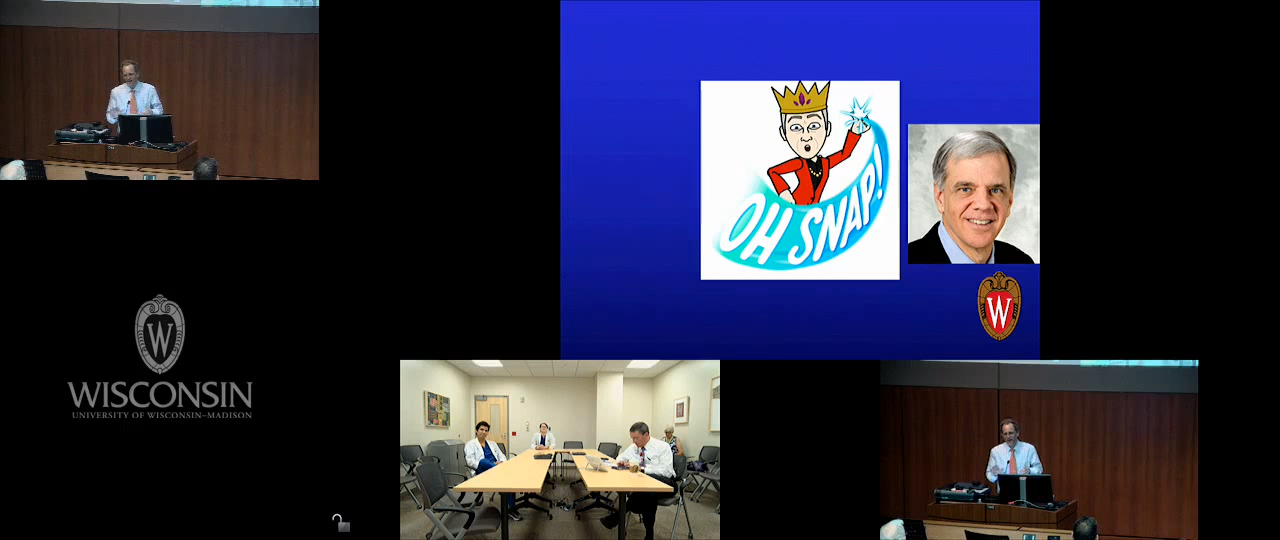 OH SNAP!
W
W
WISCONSIN
UNIVERSITY OF WISCONSIN–MADISON